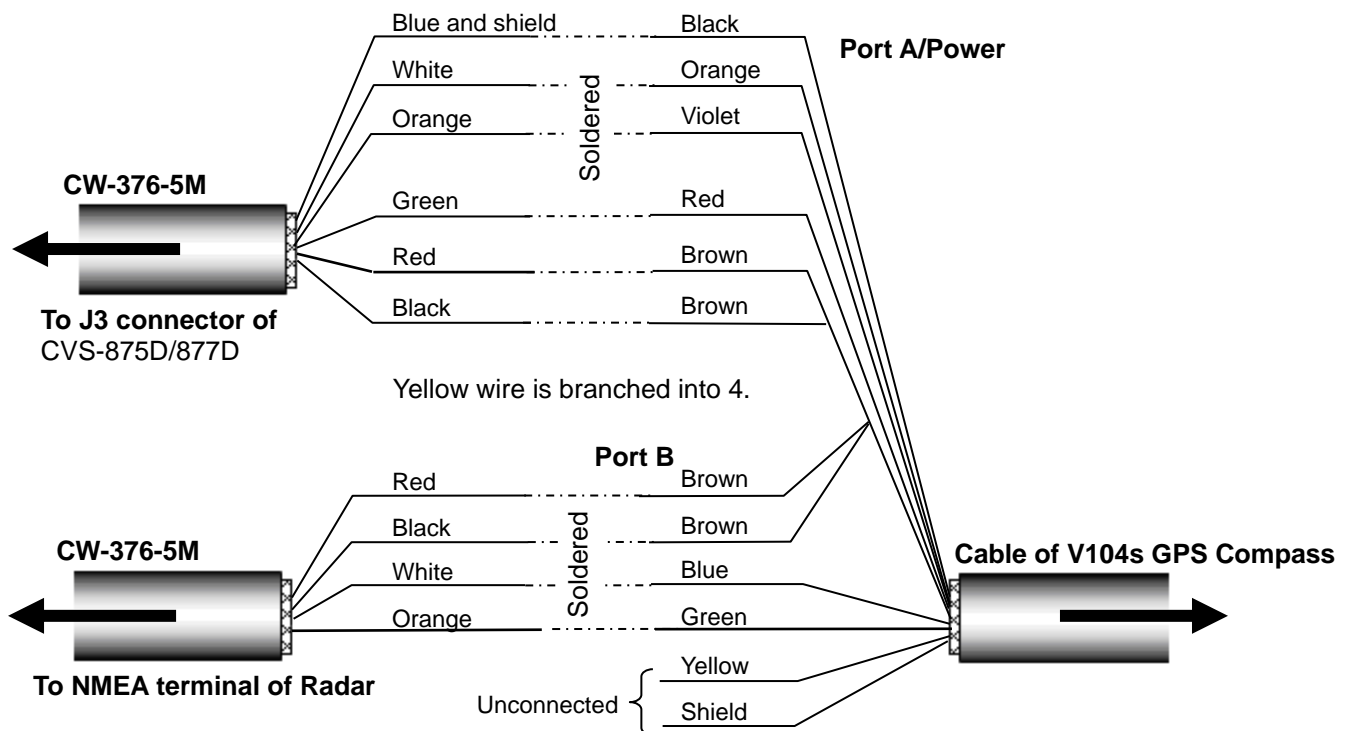 Blue and shield Black
Port A/Power
White Orange
Orange Violet
Soldered
CW-376-5M
Green Red
Red Brown
Black Brown
To J3 connector of
CVS-875D/877D
Yellow wire is branched into 4.
Port B
Red Brown
Black Brown
CW-376-5M
Cable of V104s GPS Compass
White Blue
Soldered
Orange Green
To NMEA terminal of Radar
Yellow
Unconnected
Shield